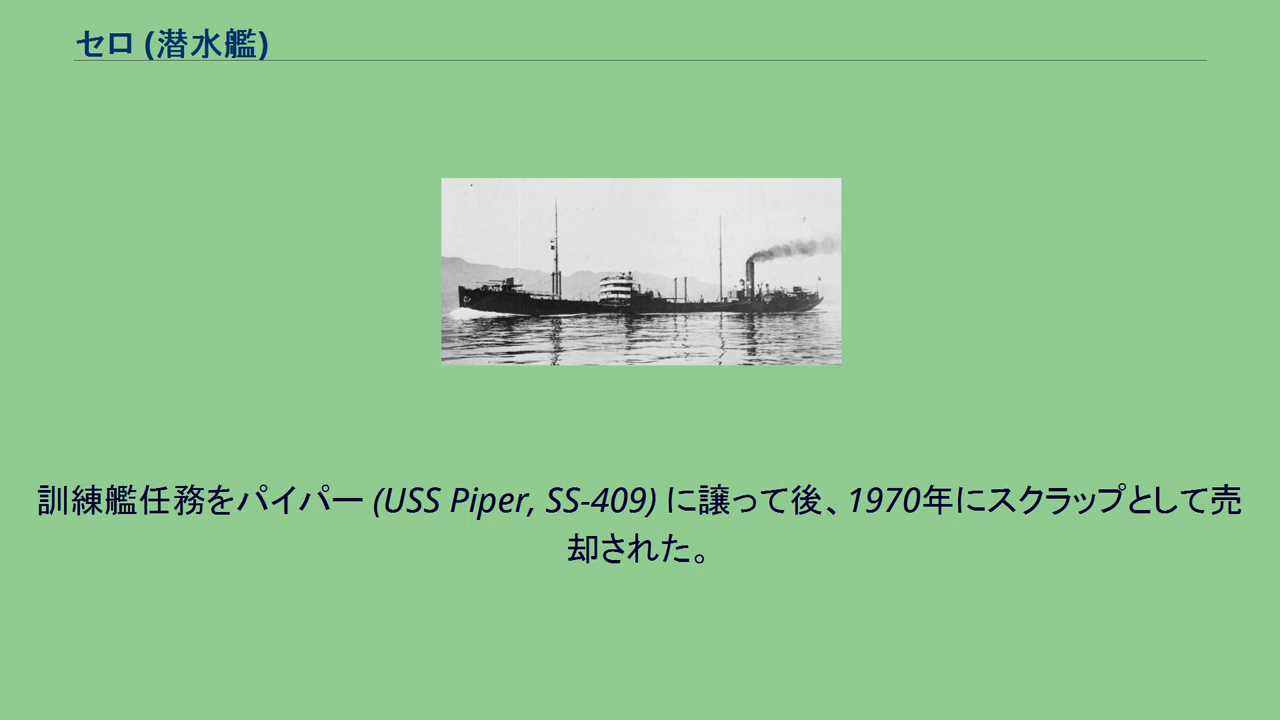 セロ (潜水艦)
訓練艦任務をパイパー (USS Piper, SS-409) に譲って後、1970年にスクラップとして売
却された。